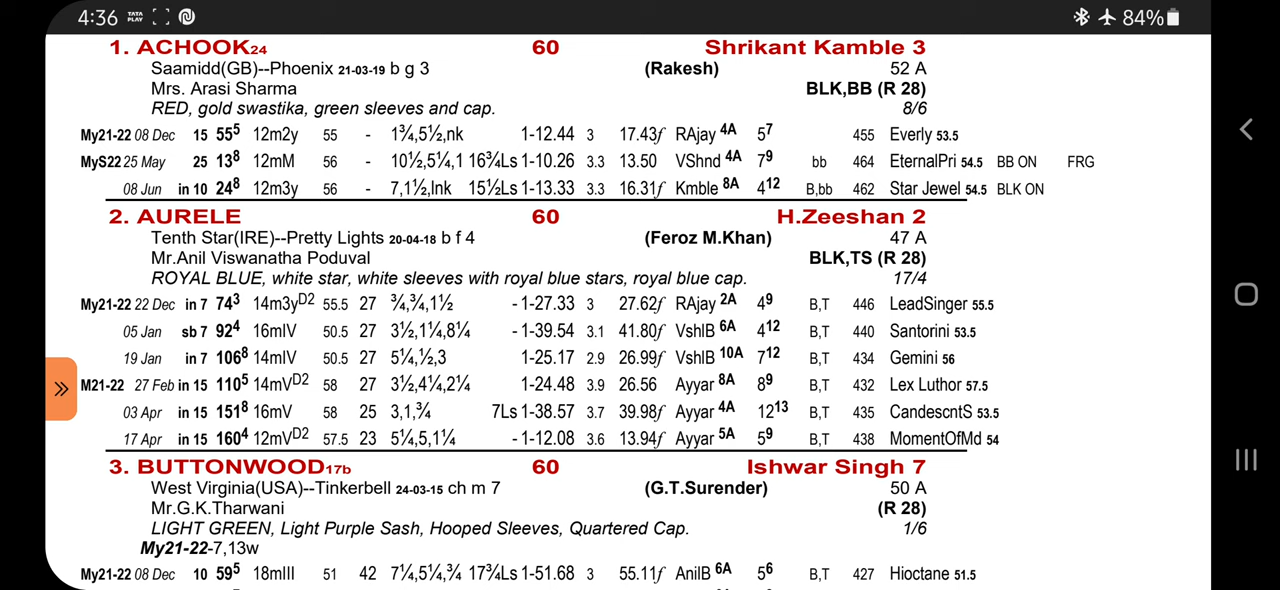 4:36 TATA PLAY 84%
1. ACHOOK24 60 Shrikant Kamble 3
Saamidd(GB)--Phoenix 21-03-19 b g 3 (Rakesh) 52 A
Mrs. Arasi Sharma BLK,BB (R 28)
RED, gold swastika, green sleeves and cap. 8/6
My21-22 08 Dec 15 55⁵ 12m2y 55 - 1¾,5½,nk 1-12.44 3 17.43f RAjay 4A 5⁷ 455 Everly 53.5
MyS22 25 May 25 13⁸ 12mM 56 - 10½,5¼,1 16¾Ls 1-10.26 3.3 13.50 VShnd 4A 7⁹ bb 464 EternalPri 54.5 BB ON FRG
08 Jun in 10 24⁸ 12m3y 56 - 7,1½,lnk 15½Ls 1-13.33 3.3 16.31f Kmble 8A 4¹² B,bb 462 Star Jewel 54.5 BLK ON
2. AURELE 60 H.Zeeshan 2
Tenth Star(IRE)--Pretty Lights 20-04-18 b f 4 (Feroz M.Khan) 47 A
Mr.Anil Viswanatha Poduval BLK,TS (R 28)
ROYAL BLUE, white star, white sleeves with royal blue stars, royal blue cap. 17/4
My21-22 22 Dec in 7 74³ 14m3yD2 55.5 27 ¾,¾,1½ - 1-27.33 3 27.62f RAjay 2A 4⁹ B,T 446 LeadSinger 55.5
05 Jan sb 7 92⁴ 16mIV 50.5 27 3½,1¼,8¼ - 1-39.54 3.1 41.80f VshlB 6A 4¹² B,T 440 Santorini 53.5
19 Jan in 7 106⁸ 14mIV 50.5 27 5¼,½,3 1-25.17 2.9 26.99f VshlB 10A 7¹² B,T 434 Gemini 56
M21-22 27 Feb in 15 110⁵ 14mVD2 58 27 3½,4¼,2¼ 1-24.48 3.9 26.56 Ayyar 8A 8⁹ B,T 432 Lex Luthor 57.5
03 Apr in 15 151⁸ 16mV 58 25 3,1,¾ 7Ls 1-38.57 3.7 39.98f Ayyar 4A 12¹³ B,T 435 CandescntS 53.5
17 Apr in 15 160⁴ 12mVD2 57.5 23 5¼,5,1¼ - 1-12.08 3.6 13.94f Ayyar 5A 5⁹ B,T 438 MomentOfMd 54
3. BUTTONWOOD17b 60 Ishwar Singh 7
West Virginia(USA)--Tinkerbell 24-03-15 ch m 7 (G.T.Surender) 50 A
Mr.G.K.Tharwani (R 28)
LIGHT GREEN, Light Purple Sash, Hooped Sleeves, Quartered Cap. 1/6
My21-22-7,13w
My21-22 08 Dec 10 59⁵ 18mIII 51 42 7¼,5¼,¾ 17¾Ls 1-51.68 3 55.11f AnilB 6A 5⁶ B,T 427 Hioctane 51.5